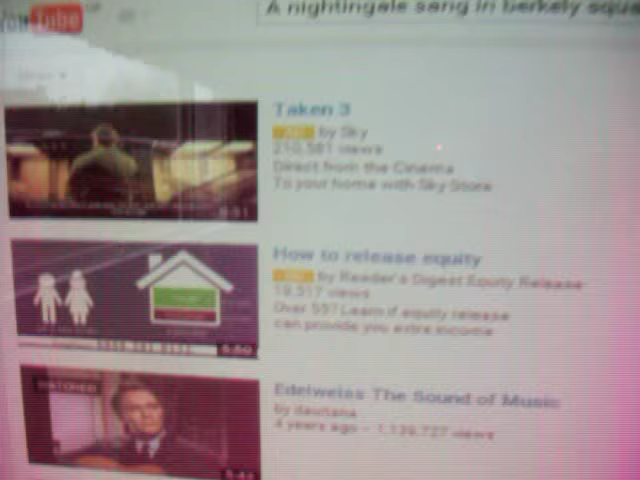 YouTube
A nightingale sang in berkely squa
Taken 3
by Sky
210,581 views
Direct from the Cinema
To your home with Sky Store
How to release equity
by Reader's Digest Equity Release
19,517 views
Over 55? Learn if equity release
can provide you extra income
Edelweiss The Sound of Music
by
4 years ago - 1,139,727 views
WATCHED